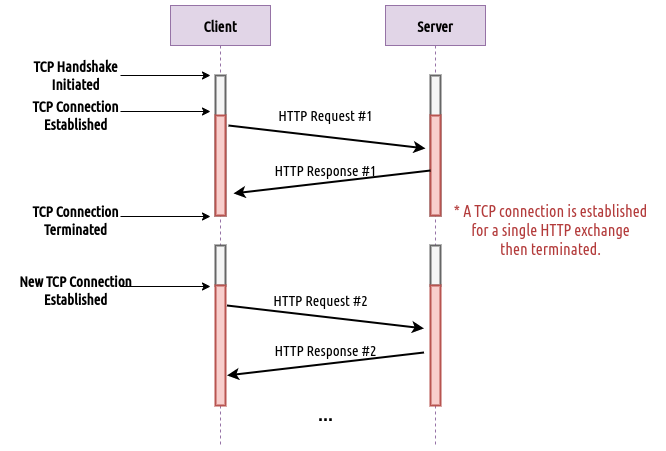 Client
Server
TCP Handshake
Initiated
TCP Connection
Established
HTTP Request #1
HTTP Response #1
TCP Connection
Terminated
* A TCP connection is established
for a single HTTP exchange
then terminated.
New TCP Connection
Established
HTTP Request #2
HTTP Response #2
...